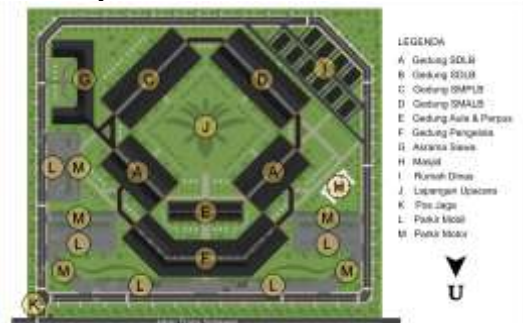 G
C
D
I
J
L M
A
A
H
E
M
M
L
L
F
M
M
L
L
K
LEGENDA
A Gedung SDLB
B Gedung SDLB
C Gedung SMPLB
D Gedung SMALB
E Gedung Aula & Perpus
F Gedung Pengelola
G Asrama Siswa
H Masjid
I Rumah Dinas
J Lapangan Upacara
K Pos Jaga
L Parkir Mobil
M Parkir Motor
U